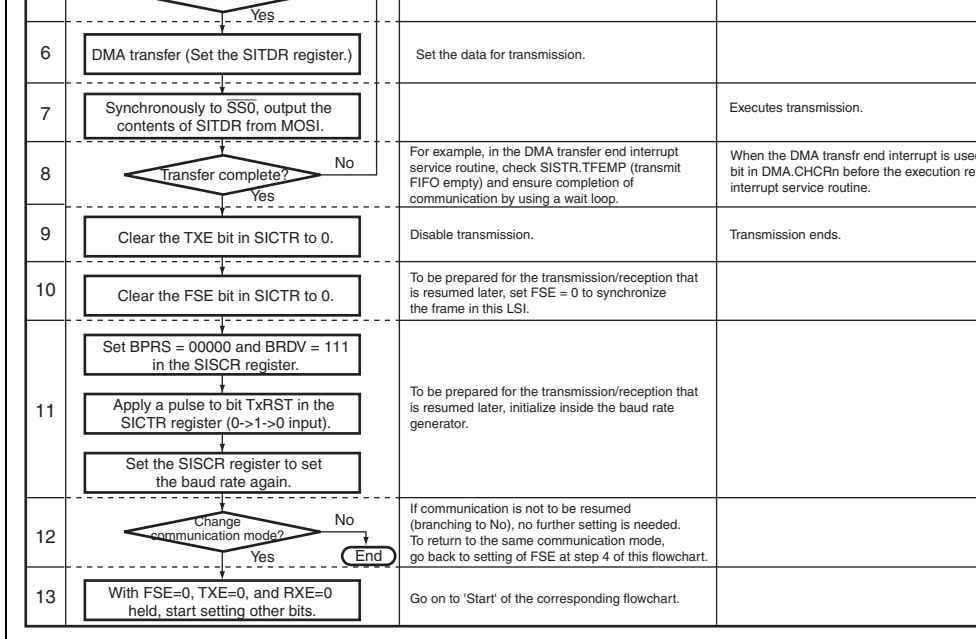 Yes
6
DMA transfer (Set the SITDR register.)
Set the data for transmission.
7
Synchronously to SS0, output the
contents of SITDR from MOSI.
Executes transmission.
8
Transfer complete?
No
Yes
For example, in the DMA transfer end interrupt
service routine, check SISTR.TFEMP (transmit
FIFO empty) and ensure completion of
communication by using a wait loop.
When the DMA transfr end interrupt is
bit in DMA.CHCRn before the execution
interrupt service routine.
9
Clear the TXE bit in SICTR to 0.
Disable transmission.
Transmission ends.
10
Clear the FSE bit in SICTR to 0.
To be prepared for the transmission/reception that
is resumed later, set FSE = 0 to synchronize
the frame in this LSI.
11
Set BPRS = 00000 and BRDV = 111
in the SISCR register.
Apply a pulse to bit TxRST in the
SICTR register (0->1->0 input).
Set the SISCR register to set
the baud rate again.
To be prepared for the transmission/reception that
is resumed later, initialize inside the baud rate
generator.
12
Change
communication mode?
No
Yes
End
If communication is not to be resumed
(branching to No), no further setting is needed.
To return to the same communication mode,
go back to setting of FSE at step 4 of this flowchart.
13
With FSE=0, TXE=0, and RXE=0
held, start setting other bits.
Go on to 'Start' of the corresponding flowchart.